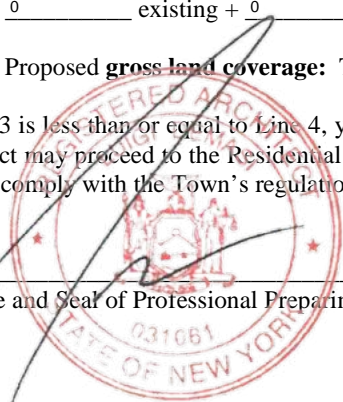 0 existing + 0
Proposed gross land coverage: T
3 is less than or equal to Line 4, y
ct may proceed to the Residential
comply with the Town's regulatio
e and Seal of Professional Preparin
REGISTERED ARCHITECT
031061
STATE OF NEW YORK